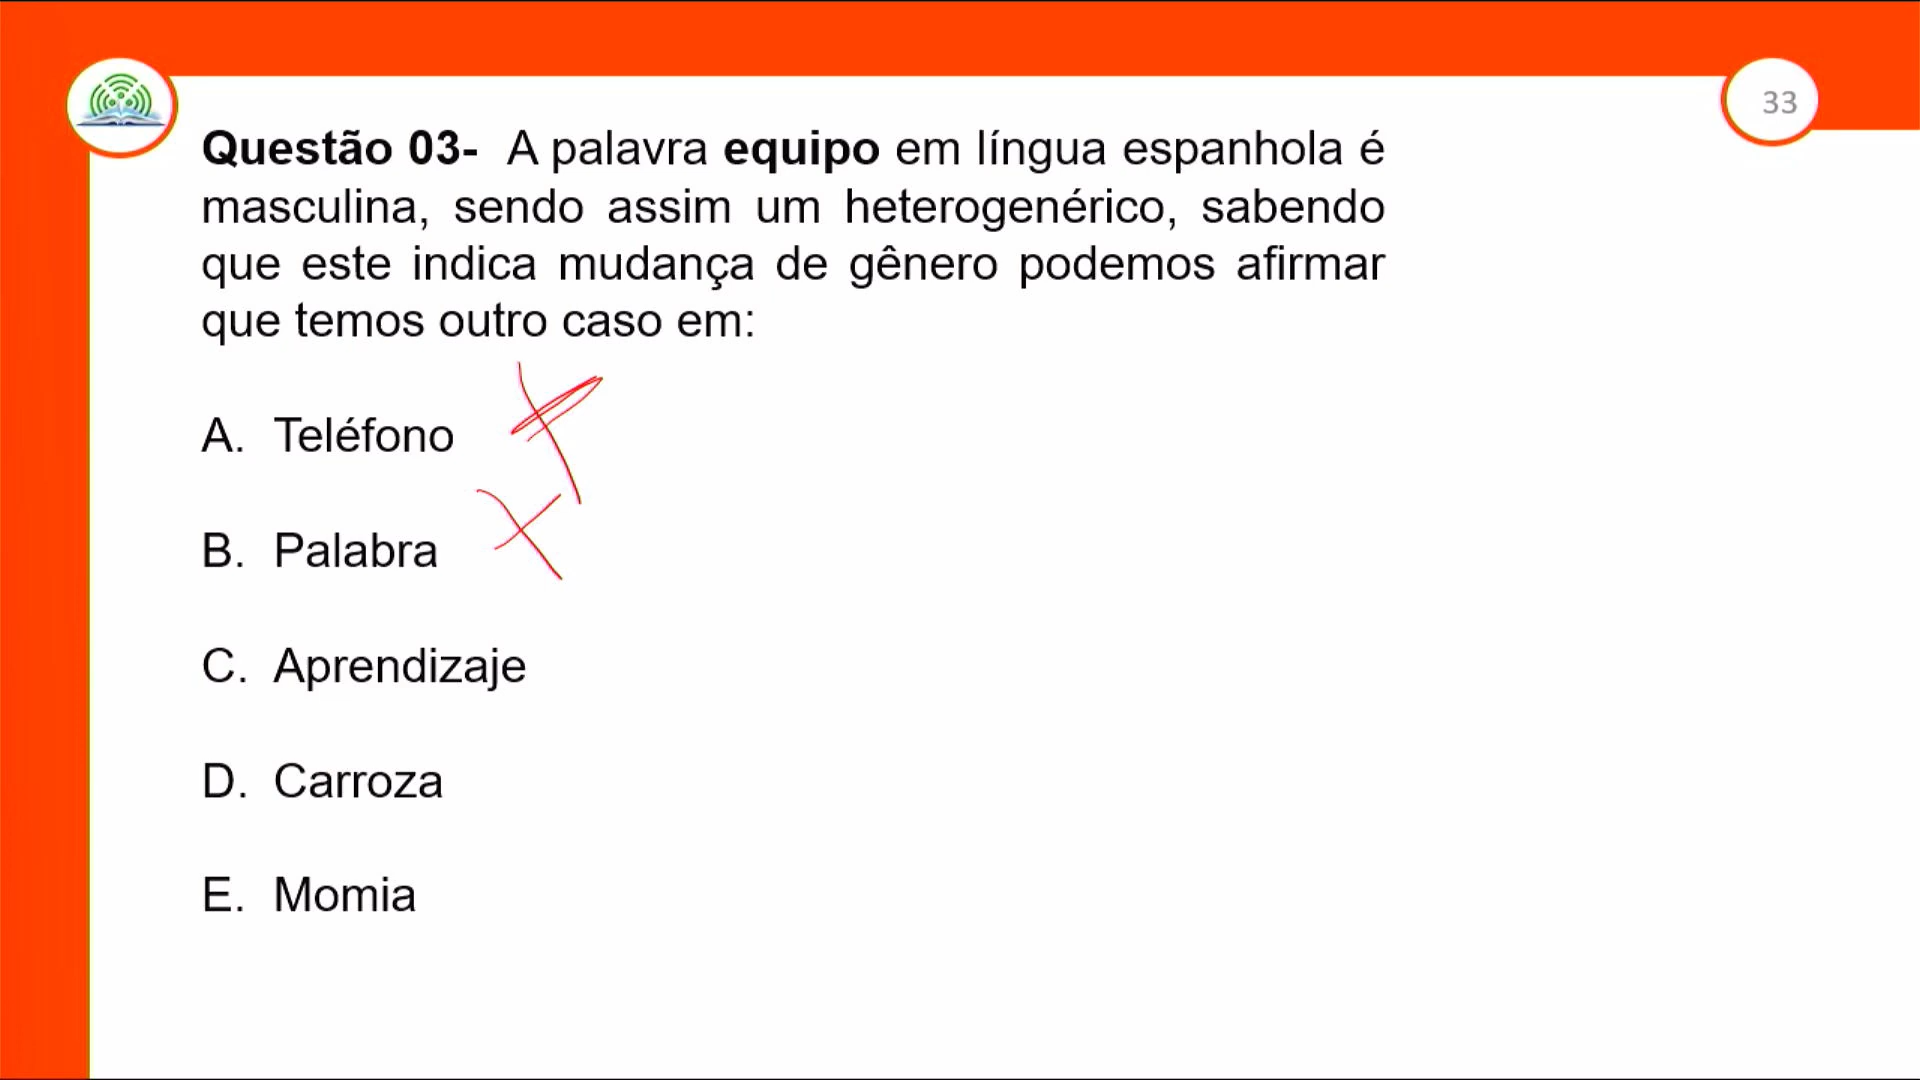 33
Questão 03- A palavra equipo em língua espanhola é
masculina, sendo assim um heterogenérico, sabendo
que este indica mudança de gênero podemos afirmar
que temos outro caso em:
A. Teléfono
B. Palabra
C. Aprendizaje
D. Carroza
E. Momia